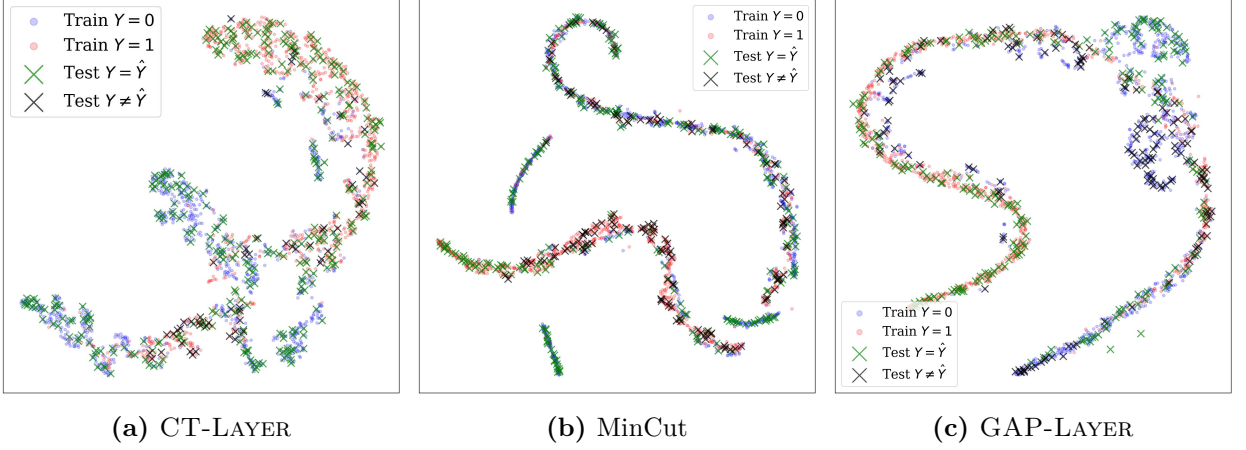 Train Y = 0
Train Y = 1
Test Y = Ŷ
Test Y ≠ Ŷ
Train Y = 0
Train Y = 1
Test Y = Ŷ
Test Y ≠ Ŷ
Train Y = 0
Train Y = 1
Test Y = Ŷ
Test Y ≠ Ŷ
(a) CT-LAYER
(b) MinCut
(c) GAP-LAYER